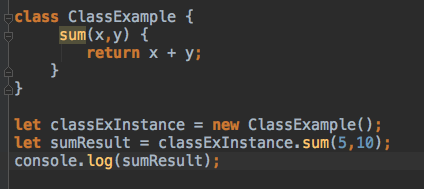 class ClassExample {
    sum(x,y) {
        return x + y;
    }
}

let classExInstance = new ClassExample();
let sumResult = classExInstance.sum(5,10);
console.log(sumResult);